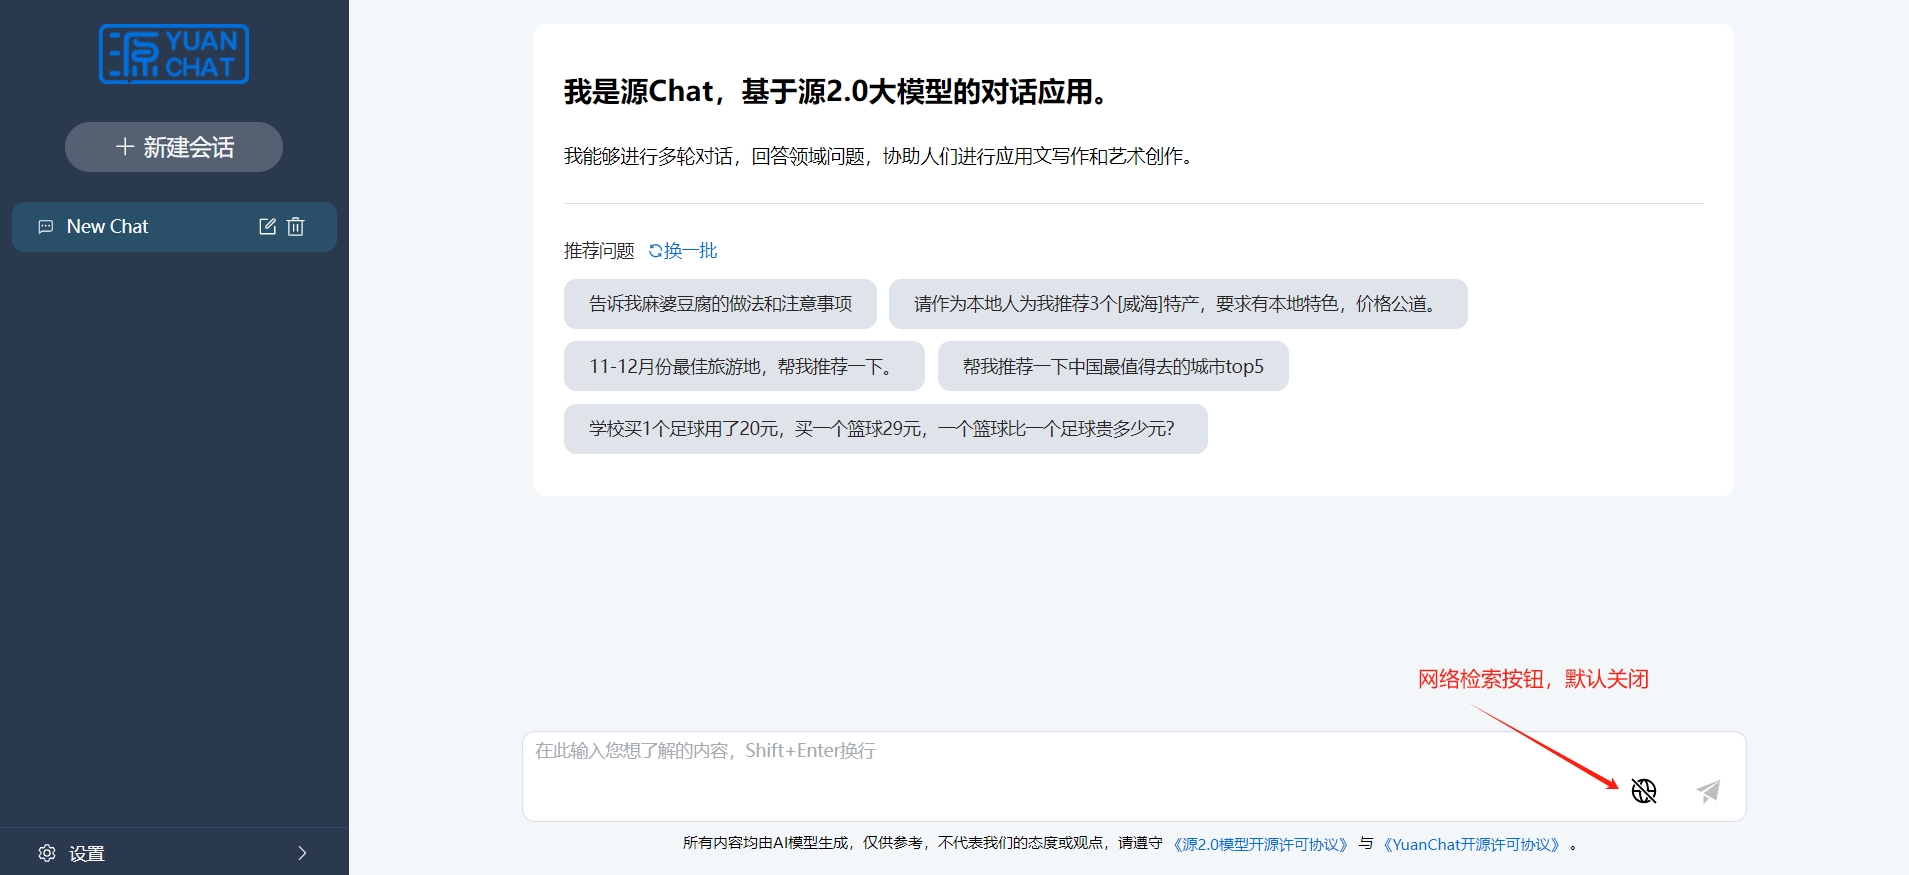 源 YUAN CHAT
新建会话
New Chat
我是源Chat，基于源2.0大模型的对话应用。
我能够进行多轮对话，回答领域问题，协助人们进行应用文写作和艺术创作。
推荐问题 换一批
告诉我麻婆豆腐的做法和注意事项
请作为本地人为我推荐3个[威海]特产，要求有本地特色，价格公道。
11-12月份最佳旅游地，帮我推荐一下。
帮我推荐一下中国最值得去的城市top5
学校买1个足球用了20元，买一个篮球29元，一个篮球比一个足球贵多少元？
网络检索按钮，默认关闭
在此输入您想了解的内容，Shift+Enter换行
所有内容均由AI模型生成，仅供参考，不代表我们的态度或观点，请遵守 《源2.0模型开源许可协议》 与 《YuanChat开源许可协议》 。
设置